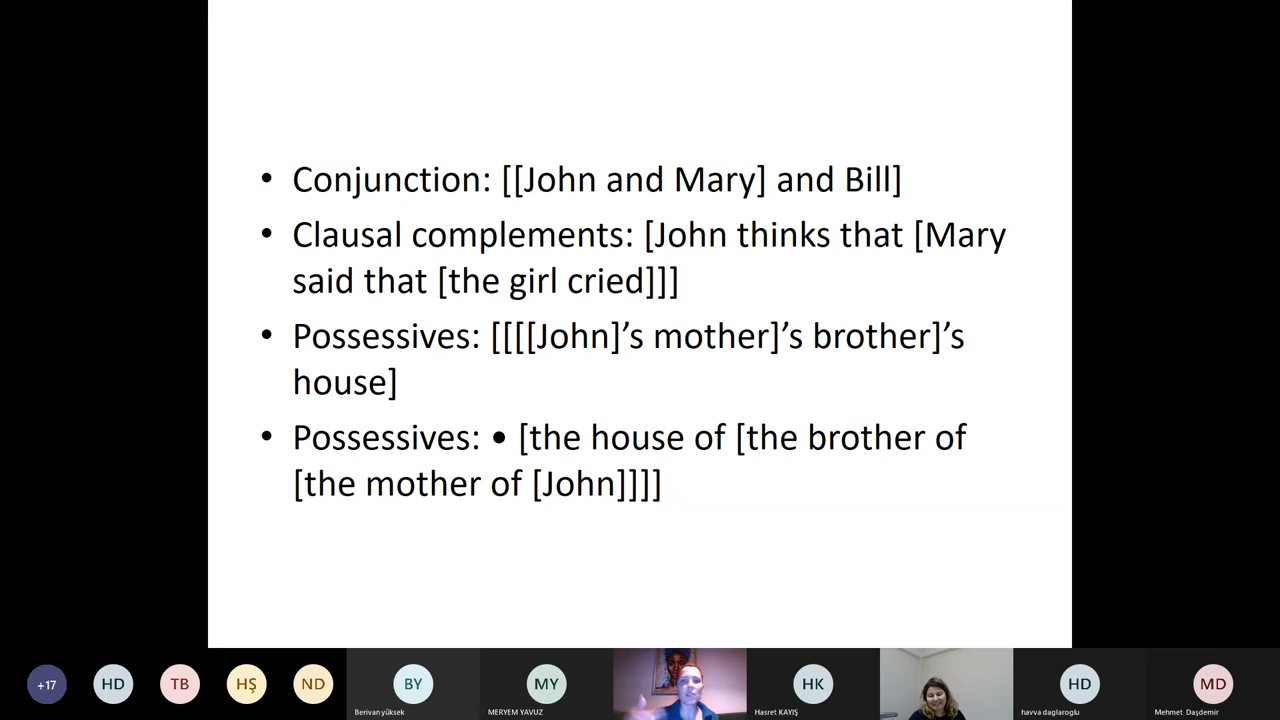 • Conjunction: [[John and Mary] and Bill]
• Clausal complements: [John thinks that [Mary
said that [the girl cried]]]
• Possessives: [[[[John]’s mother]’s brother]’s
house]
• Possessives: • [the house of [the brother of
[the mother of [John]]]]
+17
HD
TB
HŞ
ND
BY
Berivan yüksek
MY
MERYEM YAVUZ
HK
Hasret KAYIŞ
HD
havva daglaroglu
MD
Mehmet Daşdemir